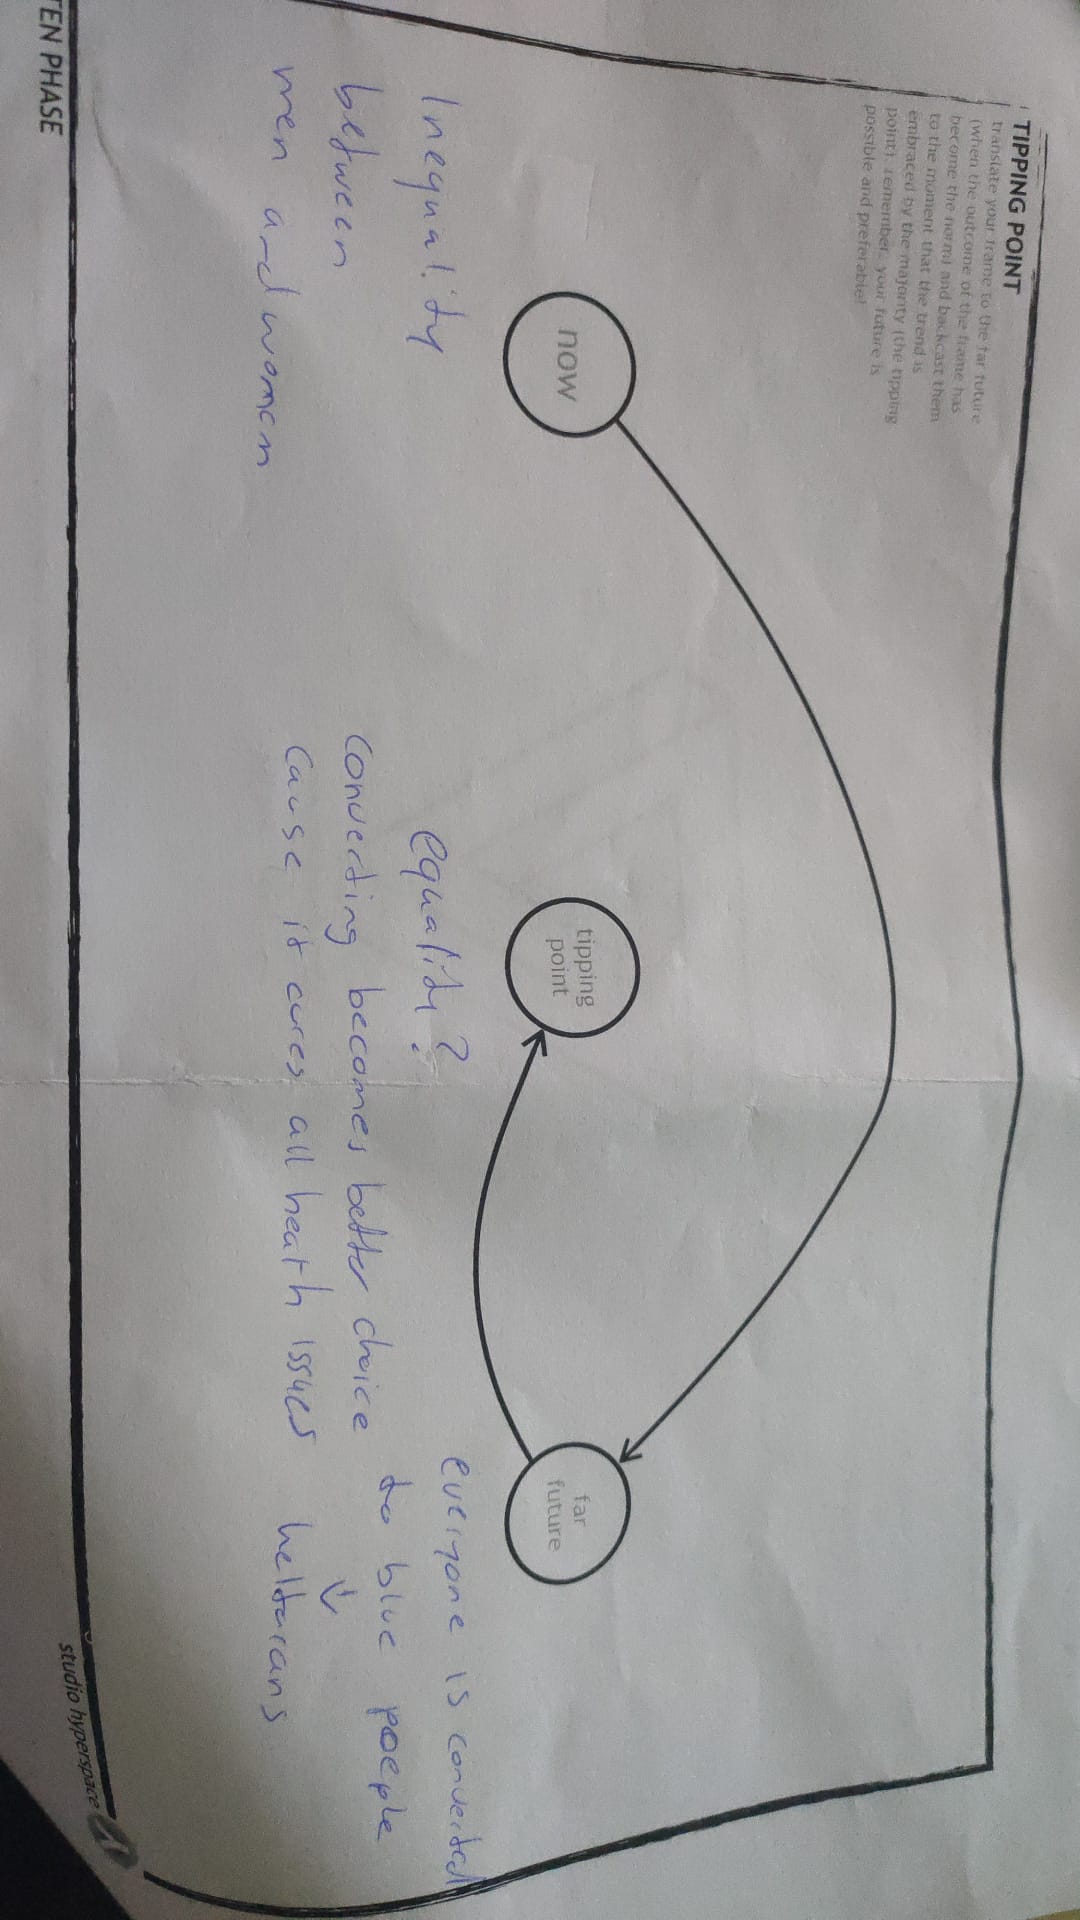 TIPPING POINT
translate your frame to the far future
(when the outcome of the frame has
become the norm) and backcast them
to the moment that the trend is
embraced by the majority (the tipping
point). remember: your future is
possible and preferable!
now
tipping
point
far
future
Inequality
between
men and women
equality?
converting becomes better choice
cause it cures all healh issues
everyone is converted
to blue poeple
↓
heltarans
TEN PHASE
studio hyperspace